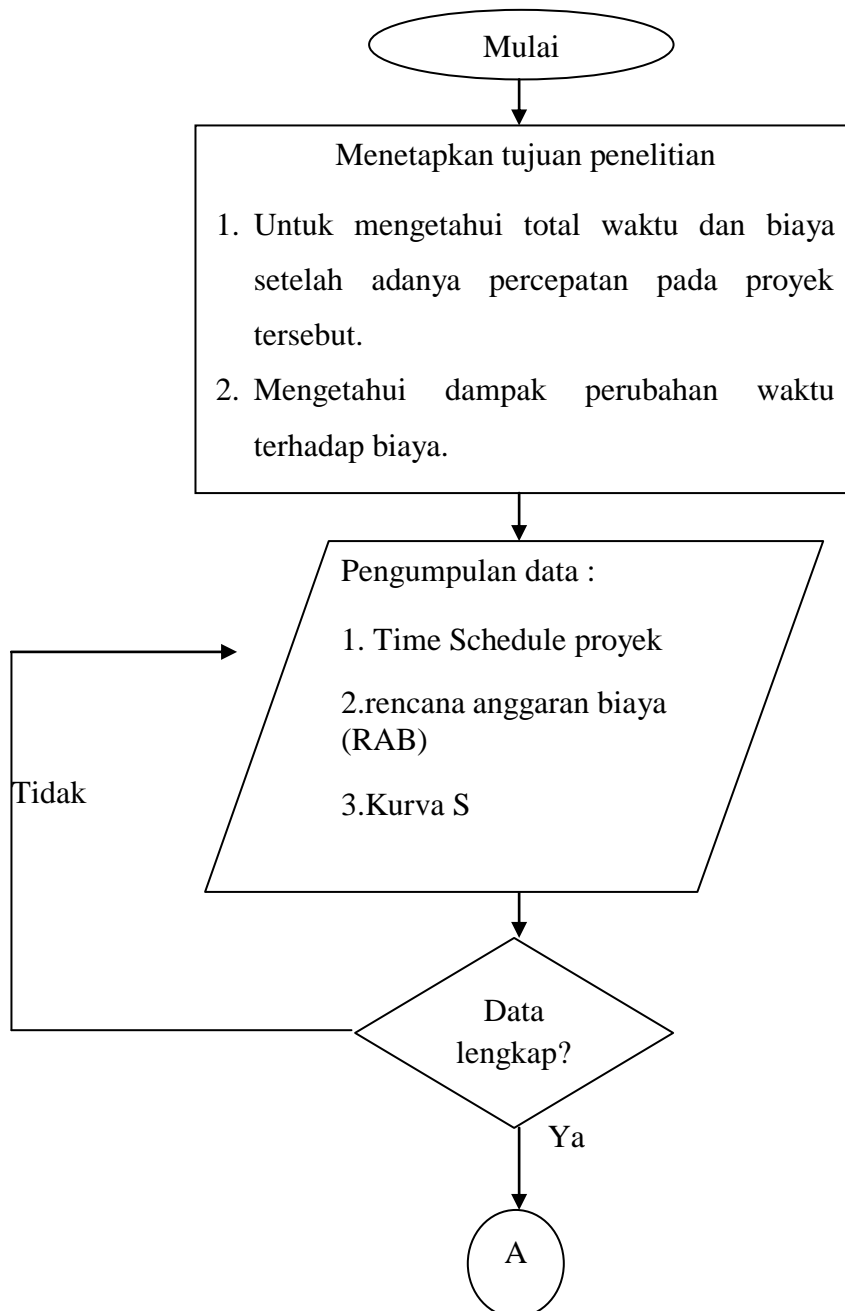 Mulai
Menetapkan tujuan penelitian
1. Untuk mengetahui total waktu dan biaya
setelah adanya percepatan pada proyek
tersebut.
2. Mengetahui dampak perubahan waktu
terhadap biaya.
Pengumpulan data :
1. Time Schedule proyek
2.rencana anggaran biaya
(RAB)
3.Kurva S
Tidak
Data
lengkap?
Ya
A